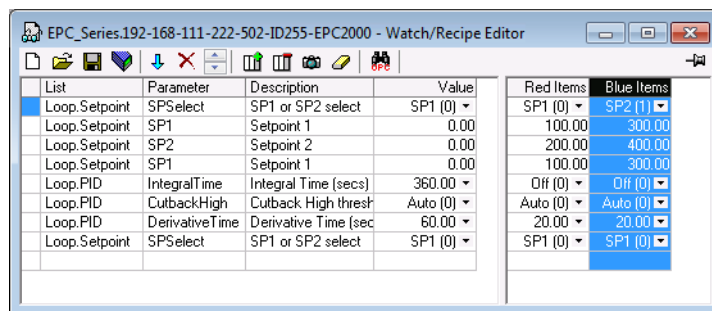 EPC_Series.192-168-111-222-502-ID255-EPC2000 - Watch/Recipe Editor
OPC
List Parameter Description Value Red Items Blue Items
Loop.Setpoint SPSelect SP1 or SP2 select SP1 (0) SP1 (0) SP2 (1)
Loop.Setpoint SP1 Setpoint 1 0.00 100.00 300.00
Loop.Setpoint SP2 Setpoint 2 0.00 200.00 400.00
Loop.Setpoint SP1 Setpoint 1 0.00 100.00 300.00
Loop.PID IntegralTime Integral Time (secs) 360.00 Off (0) Off (0)
Loop.PID CutbackHigh Cutback High thresh Auto (0) Auto (0) Auto (0)
Loop.PID DerivativeTime Derivative Time (sec 60.00 20.00 20.00
Loop.Setpoint SPSelect SP1 or SP2 select SP1 (0) SP1 (0) SP1 (0)